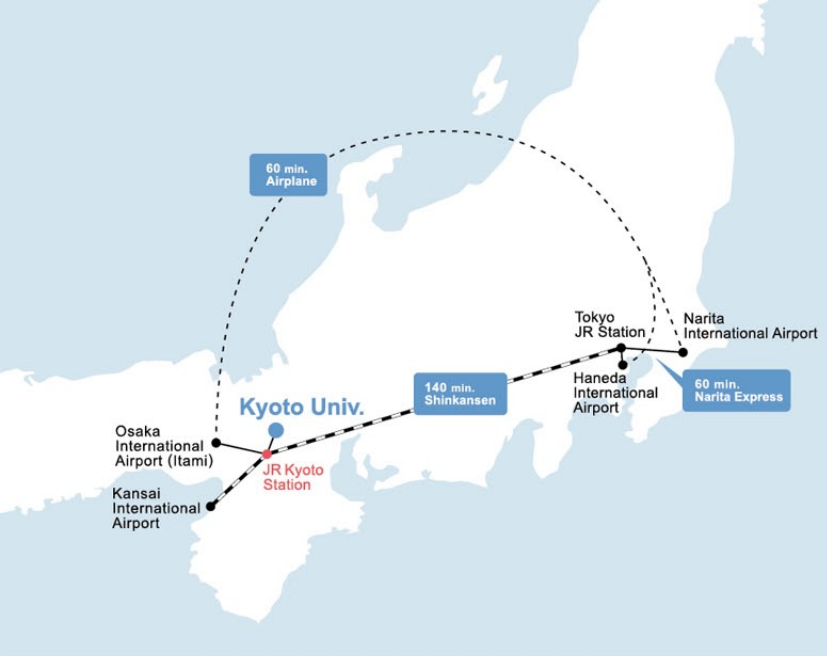 60 min.
Airplane
Tokyo
JR Station
Narita
International Airport
Haneda
International
Airport
60 min.
Narita Express
140 min.
Shinkansen
Kyoto Univ.
Osaka
International
Airport (Itami)
JR Kyoto
Station
Kansai
International
Airport